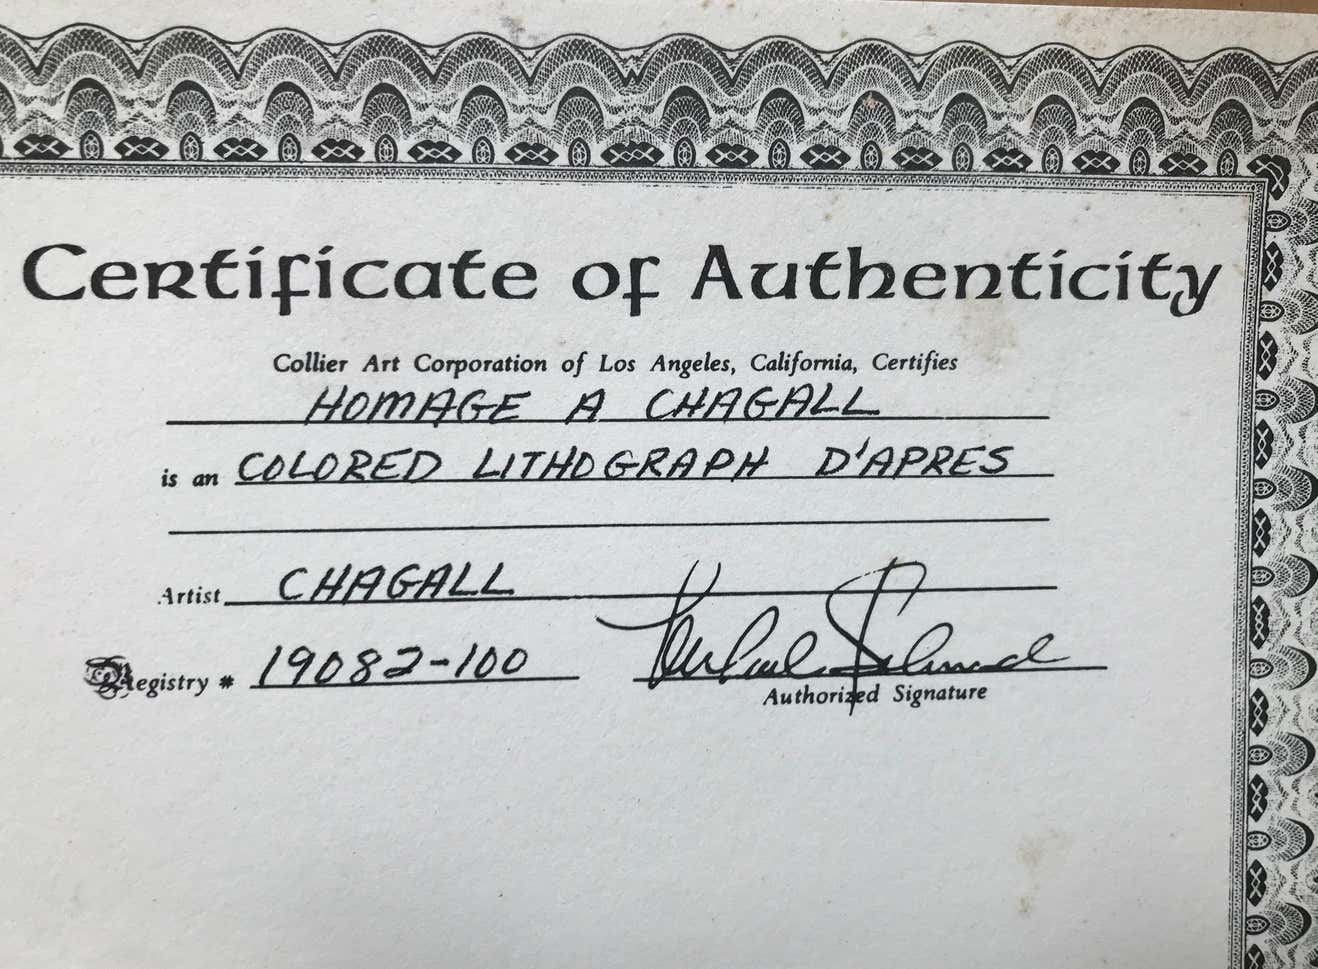 Certificate of Authenticity
Collier Art Corporation of Los Angeles, California, Certifies
HOMAGE A CHAGALL
is an COLORED LITHOGRAPH D'APRES
Artist CHAGALL
Registry # 19082-100
Authorized Signature